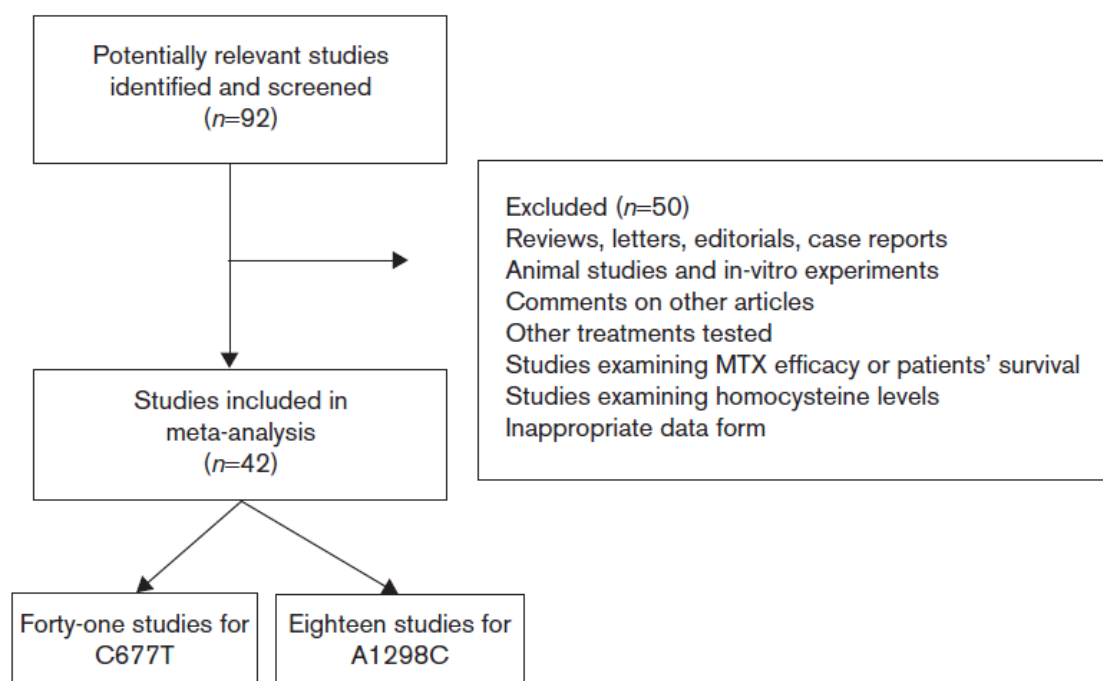 Potentially relevant studies
identified and screened
(n=92)
Excluded (n=50)
Reviews, letters, editorials, case reports
Animal studies and in-vitro experiments
Comments on other articles
Other treatments tested
Studies examining MTX efficacy or patients’ survival
Studies examining homocysteine levels
Inappropriate data form
Studies included in
meta-analysis
(n=42)
Forty-one studies for
C677T
Eighteen studies for
A1298C